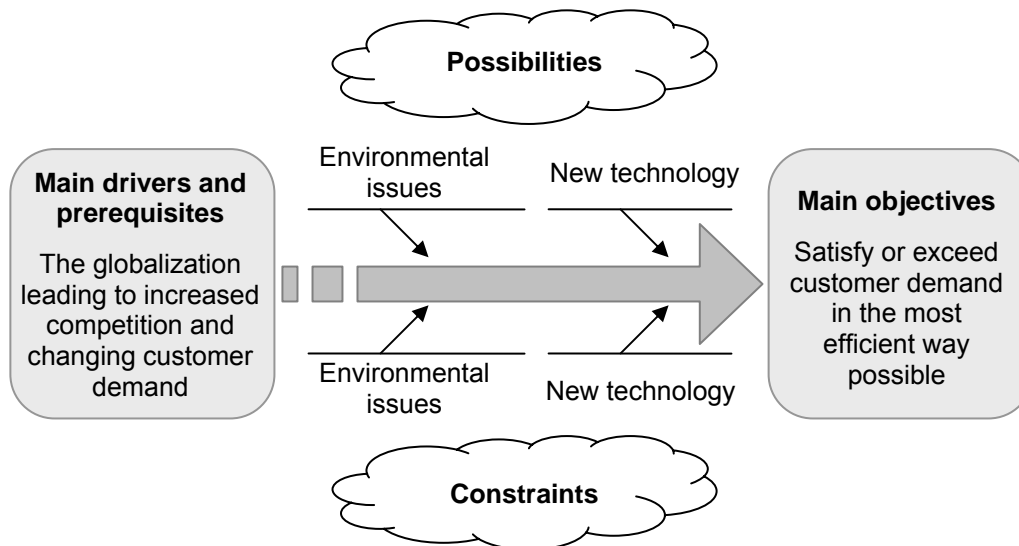 Possibilities
Environmental
issues
New technology
Main drivers and
prerequisites
The globalization
leading to increased
competition and
changing customer
demand
Main objectives
Satisfy or exceed
customer demand
in the most
efficient way
possible
Environmental
issues
New technology
Constraints